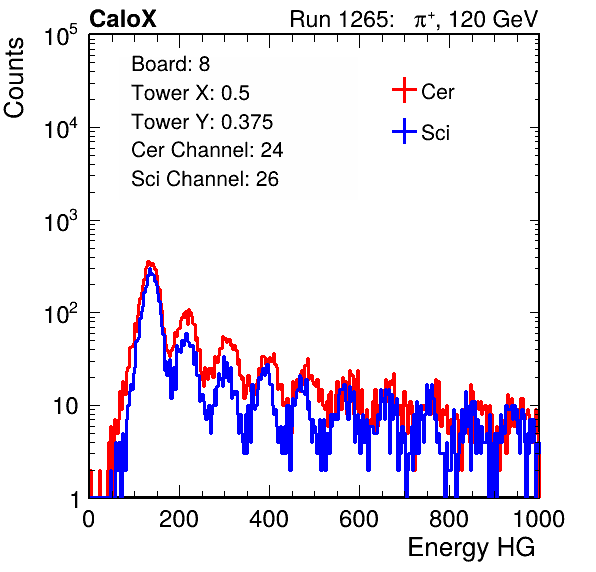 CaloX Run 1265: π⁺, 120 GeV
Counts
Board: 8
Tower X: 0.5
Tower Y: 0.375
Cer Channel: 24
Sci Channel: 26
Cer
Sci
10⁵
10⁴
10³
10²
10
1
0 200 400 600 800 1000
Energy HG